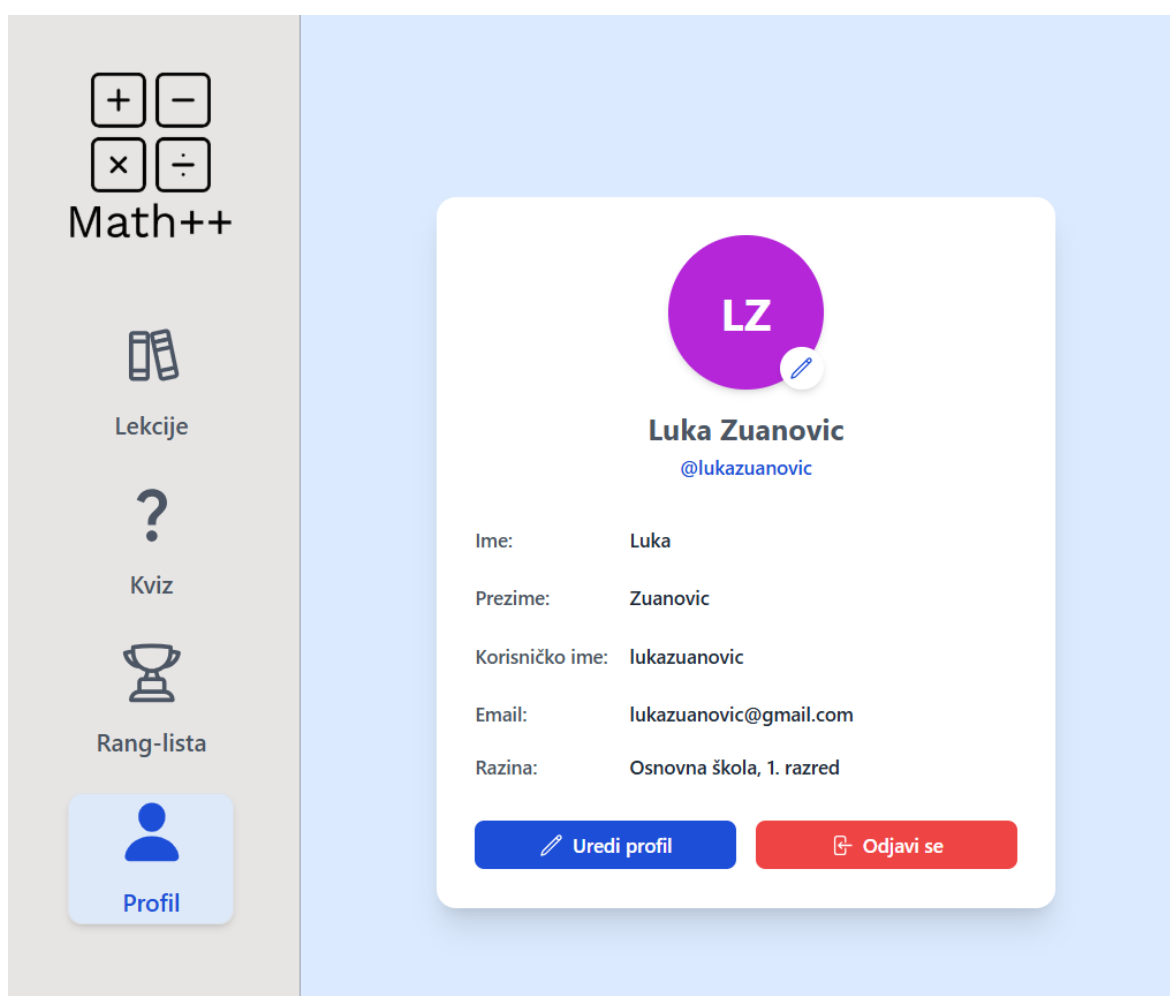 Math++
Lekcije
Kviz
Rang-lista
Profil
LZ
Luka Zuanovic
@lukazuanovic
Ime: Luka
Prezime: Zuanovic
Korisničko ime: lukazuanovic
Email: lukazuanovic@gmail.com
Razina: Osnovna škola, 1. razred
Uredi profil
Odjavi se